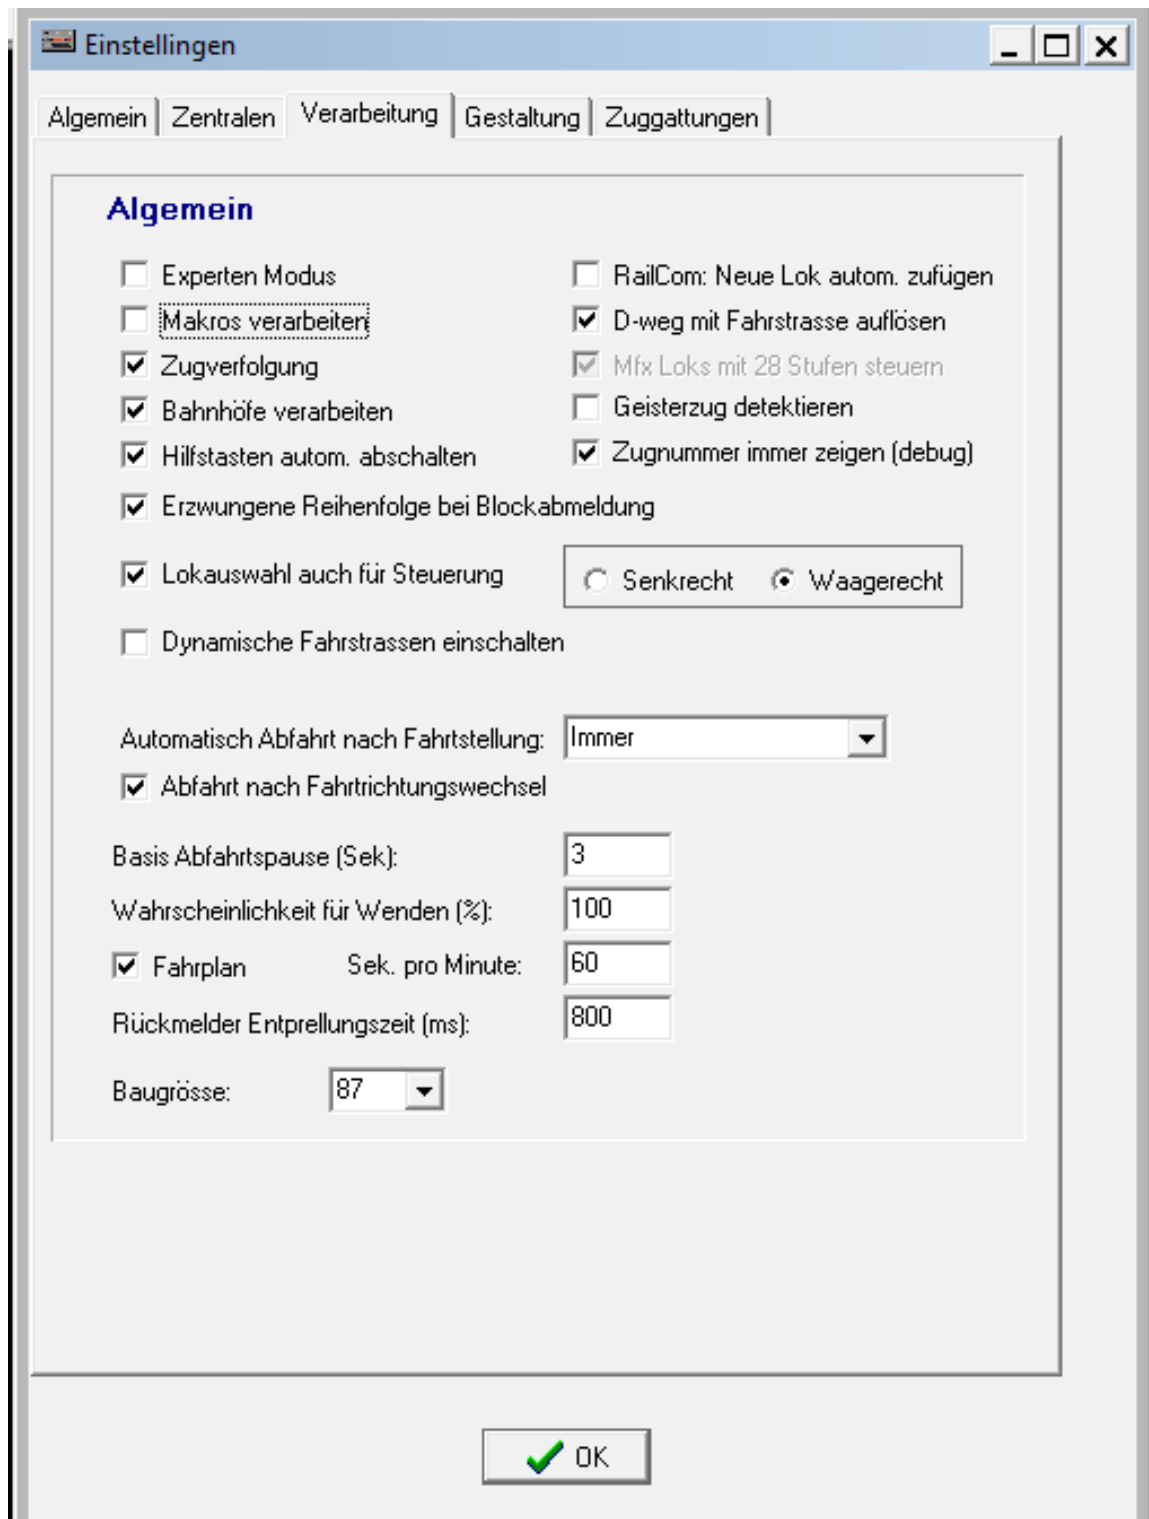 Einstellingen
Algemein Zentralen Verarbeitung Gestaltung Zuggattungen
Algemein
Experten Modus RailCom: Neue Lok autom. zufügen
Makros verarbeiten D-weg mit Fahrstrasse auflösen
Zugverfolgung Mfx Loks mit 28 Stufen steuern
Bahnhöfe verarbeiten Geisterzug detektieren
Hilfstasten autom. abschalten Zugnummer immer zeigen (debug)
Erzwungene Reihenfolge bei Blockabmeldung
Lokauswahl auch für Steuerung Senkrecht Waagerecht
Dynamische Fahrstrassen einschalten
Automatisch Abfahrt nach Fahrtstellung: Immer
Abfahrt nach Fahrtrichtungswechsel
Basis Abfahrtspause (Sek): 3
Wahrscheinlichkeit für Wenden (%): 100
Fahrplan Sek. pro Minute: 60
Rückmelder Entprellungszeit (ms): 800
Baugrösse: 87
OK